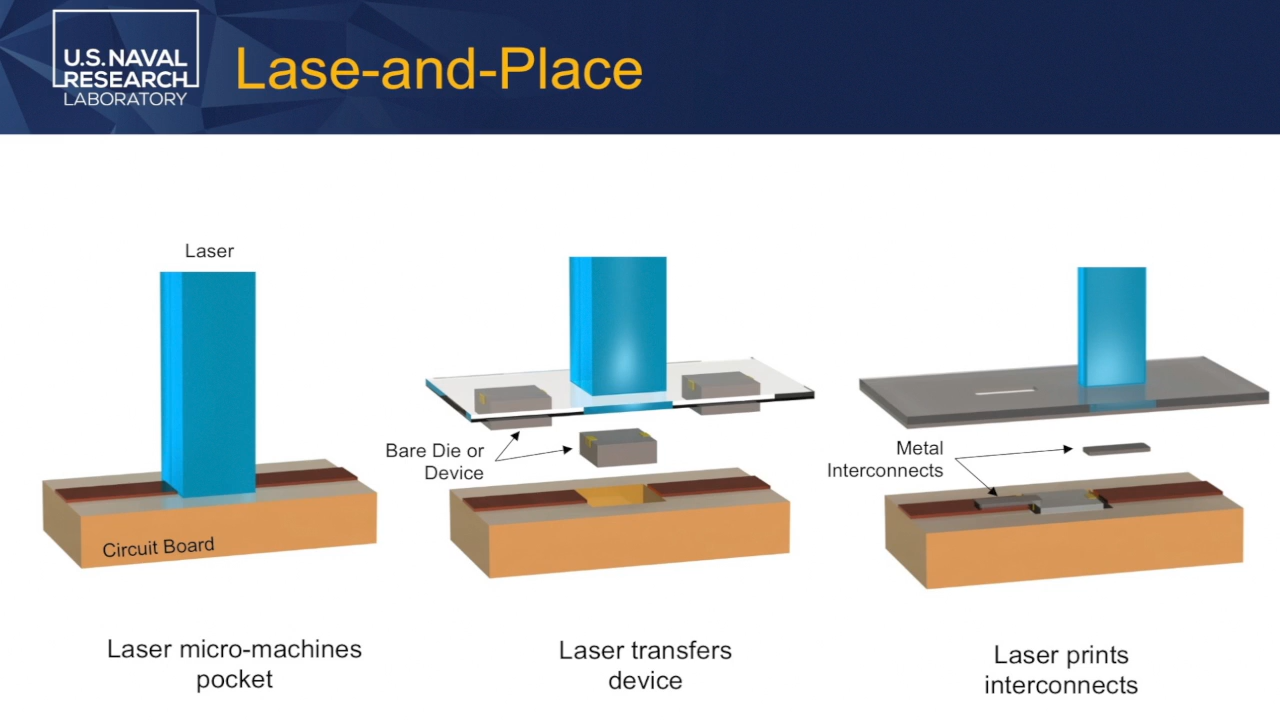 U.S. NAVAL
RESEARCH
LABORATORY
Lase-and-Place
Laser
Circuit Board
Laser micro-machines
pocket
Bare Die or
Device
Laser transfers
device
Metal
Interconnects
Laser prints
interconnects